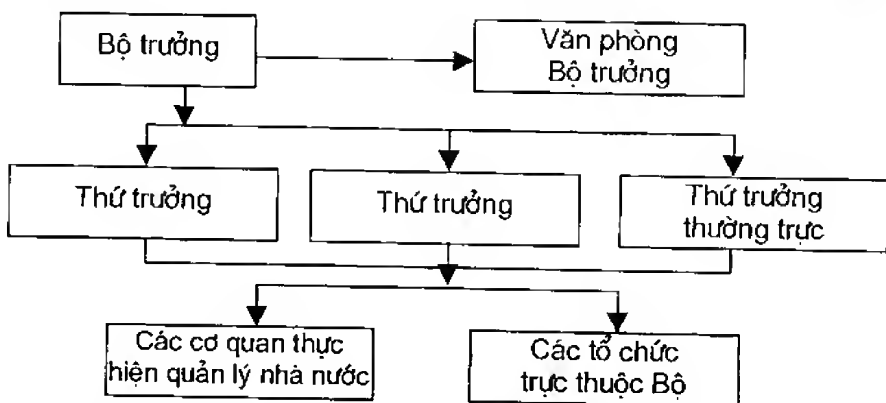 Bộ trưởng
Văn phòng
Bộ trưởng
Thứ trưởng
Thứ trưởng
Thứ trưởng
thường trực
Các cơ quan thực
hiện quản lý nhà nước
Các tổ chức
trực thuộc Bộ